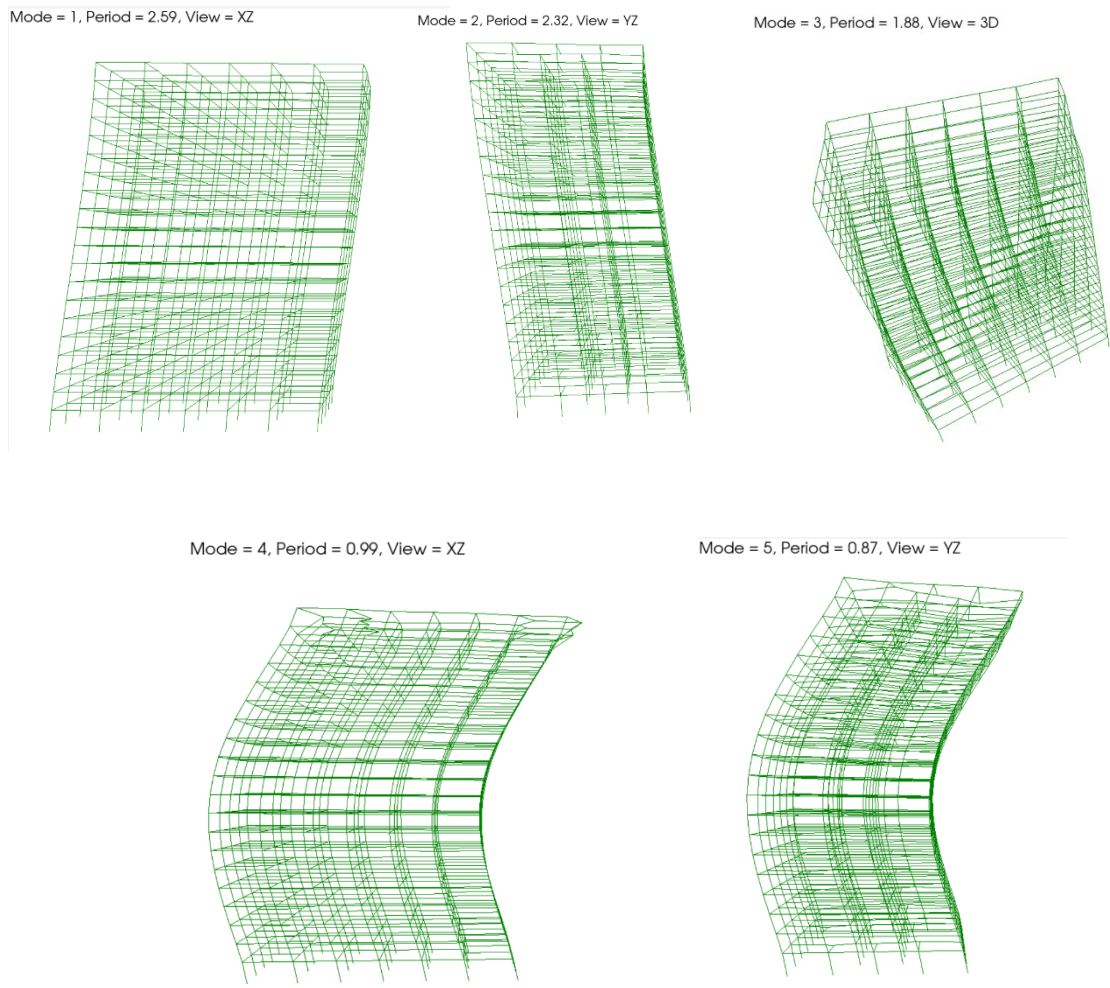 Mode = 1, Period = 2.59, View = XZ
Mode = 2, Period = 2.32, View = YZ
Mode = 3, Period = 1.88, View = 3D
Mode = 4, Period = 0.99, View = XZ
Mode = 5, Period = 0.87, View = YZ